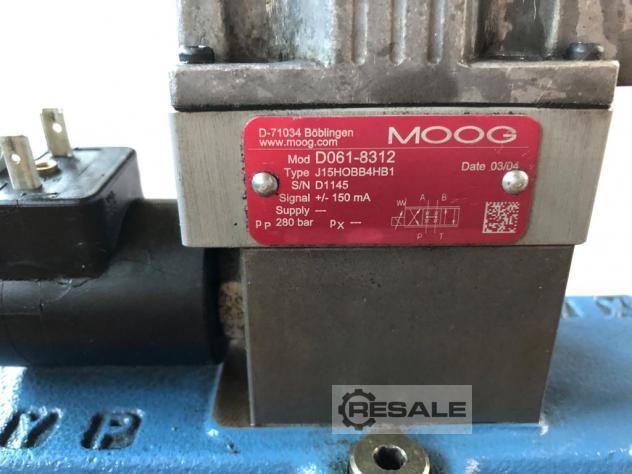 D-71034 Böblingen
www.moog.com
MOOG
Mod D061-8312
Type J15HOBB4HB1
Date 03/04
S/N D1145
Signal +/- 150 mA
Supply ---
pP 280 bar pX ---
A B
P T
RESALE